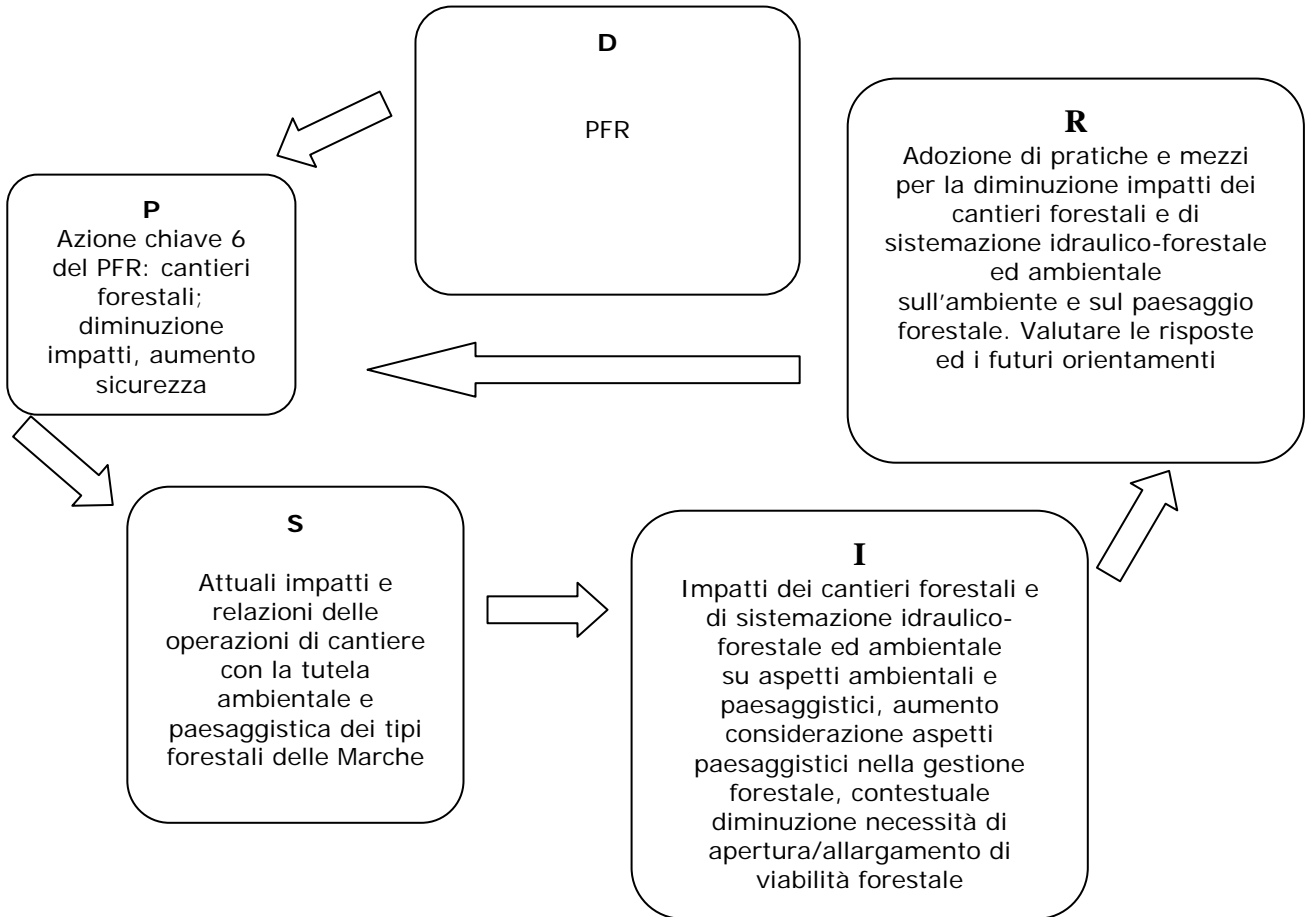 D
PFR
R
Adozione di pratiche e mezzi
per la diminuzione impatti dei
cantieri forestali e di
sistemazione idraulico-forestale
ed ambientale
sull'ambiente e sul paesaggio
forestale. Valutare le risposte
ed i futuri orientamenti
P
Azione chiave 6
del PFR: cantieri
forestali;
diminuzione
impatti, aumento
sicurezza
S
Attuali impatti e
relazioni delle
operazioni di cantiere
con la tutela
ambientale e
paesaggistica dei tipi
forestali delle Marche
I
Impatti dei cantieri forestali e
di sistemazione idraulico-
forestale ed ambientale
su aspetti ambientali e
paesaggistici, aumento
considerazione aspetti
paesaggistici nella gestione
forestale, contestuale
diminuzione necessità di
apertura/allargamento di
viabilità forestale